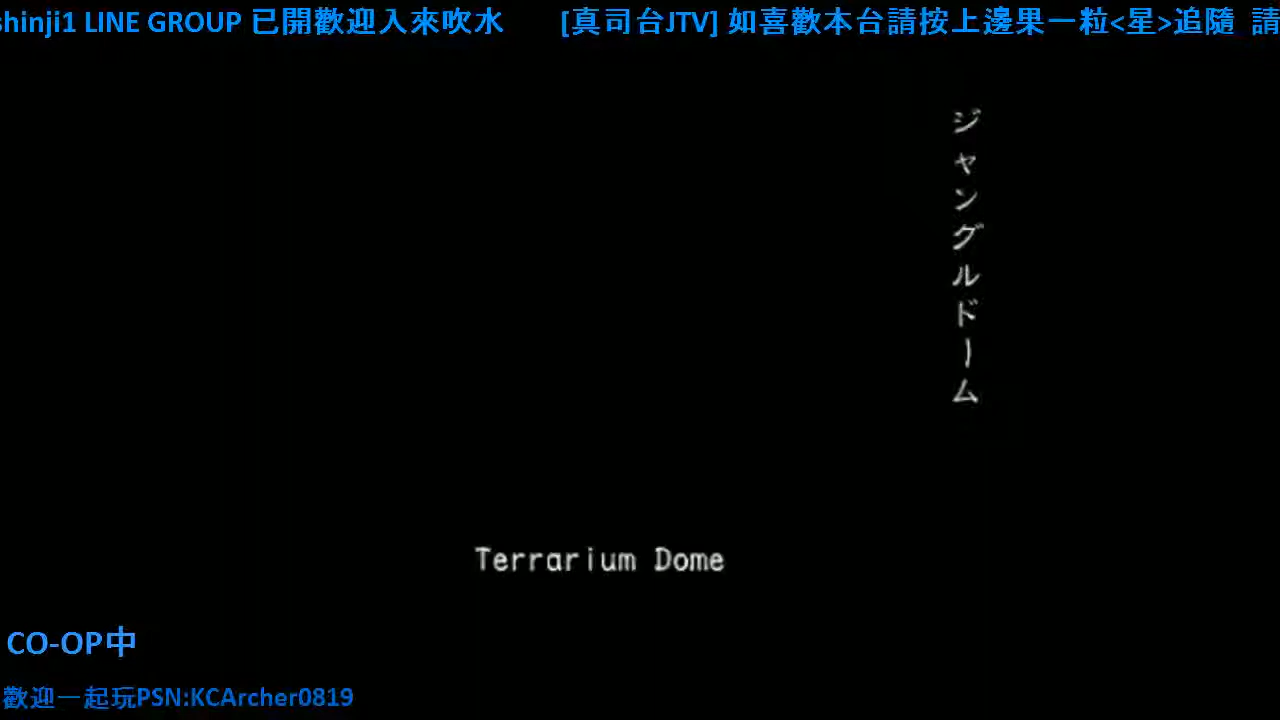 shinji1 LINE GROUP 已開歡迎入來吹水 [真司台JTV] 如喜歡本台請按上邊果一粒<星>追隨 請
ジャングルドーム
Terrarium Dome
CO-OP中
歡迎一起玩PSN:KCArcher0819